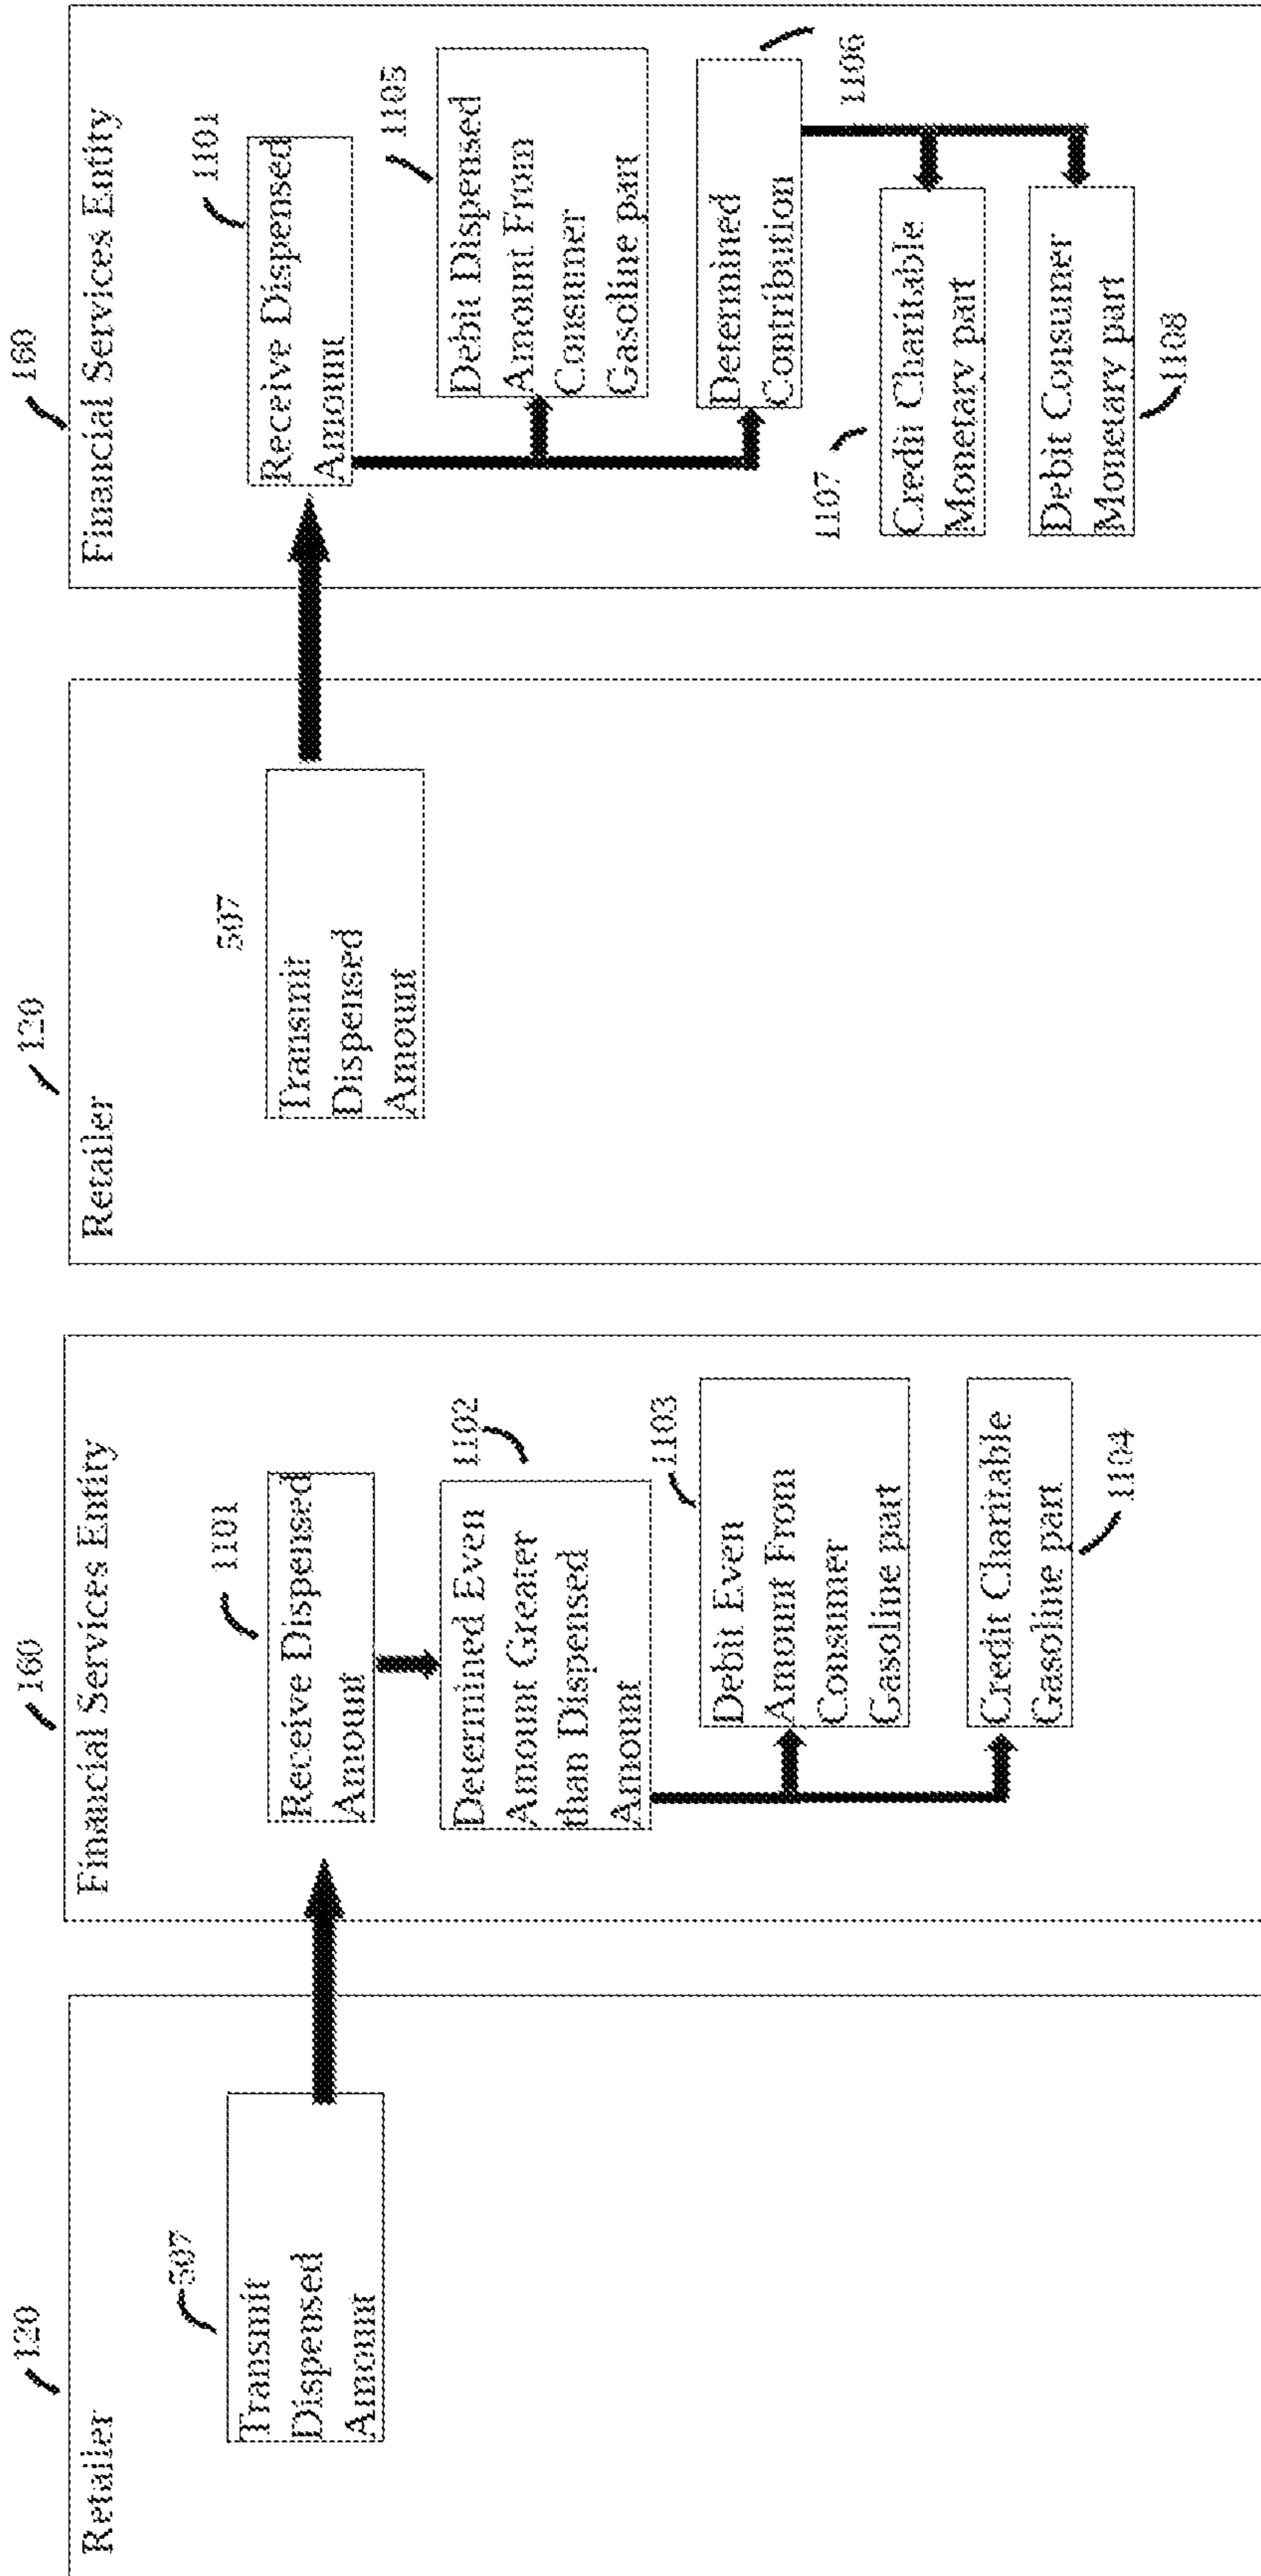 120
Retailer
507
Transmit
Dispensed
Amount
160
Financial Services Entity
1101
Receive Dispensed
Amount
1102
Determined Even
Amount Greater
than Dispensed
Amount
1103
Debit Even
Amount From
Consumer
Gasoline part
Credit Charitable
Gasoline part
1104
120
Retailer
507
Transmit
Dispensed
Amount
160
Financial Services Entity
1101
Receive Dispensed
Amount
1105
Debit Dispensed
Amount From
Consumer
Gasoline part
Determined
Contribution
1106
1107
Credit Charitable
Monetary part
Debit Consumer
Monetary part
1108